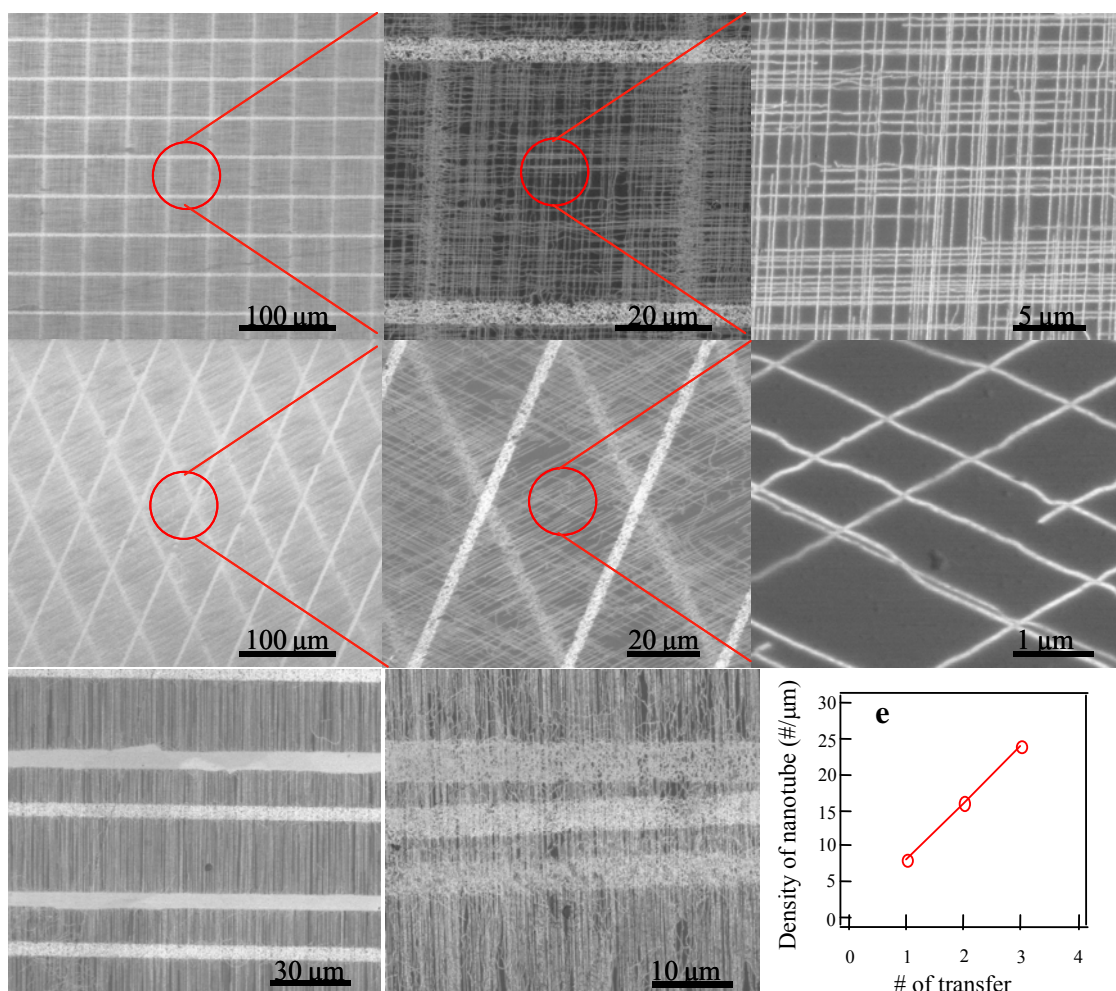 100 μm
20 μm
5 μm
100 μm
20 μm
1 μm
30 μm
10 μm
e
Density of nanotube (#/μm)
30
25
20
15
10
5
0
0 1 2 3 4
# of transfer